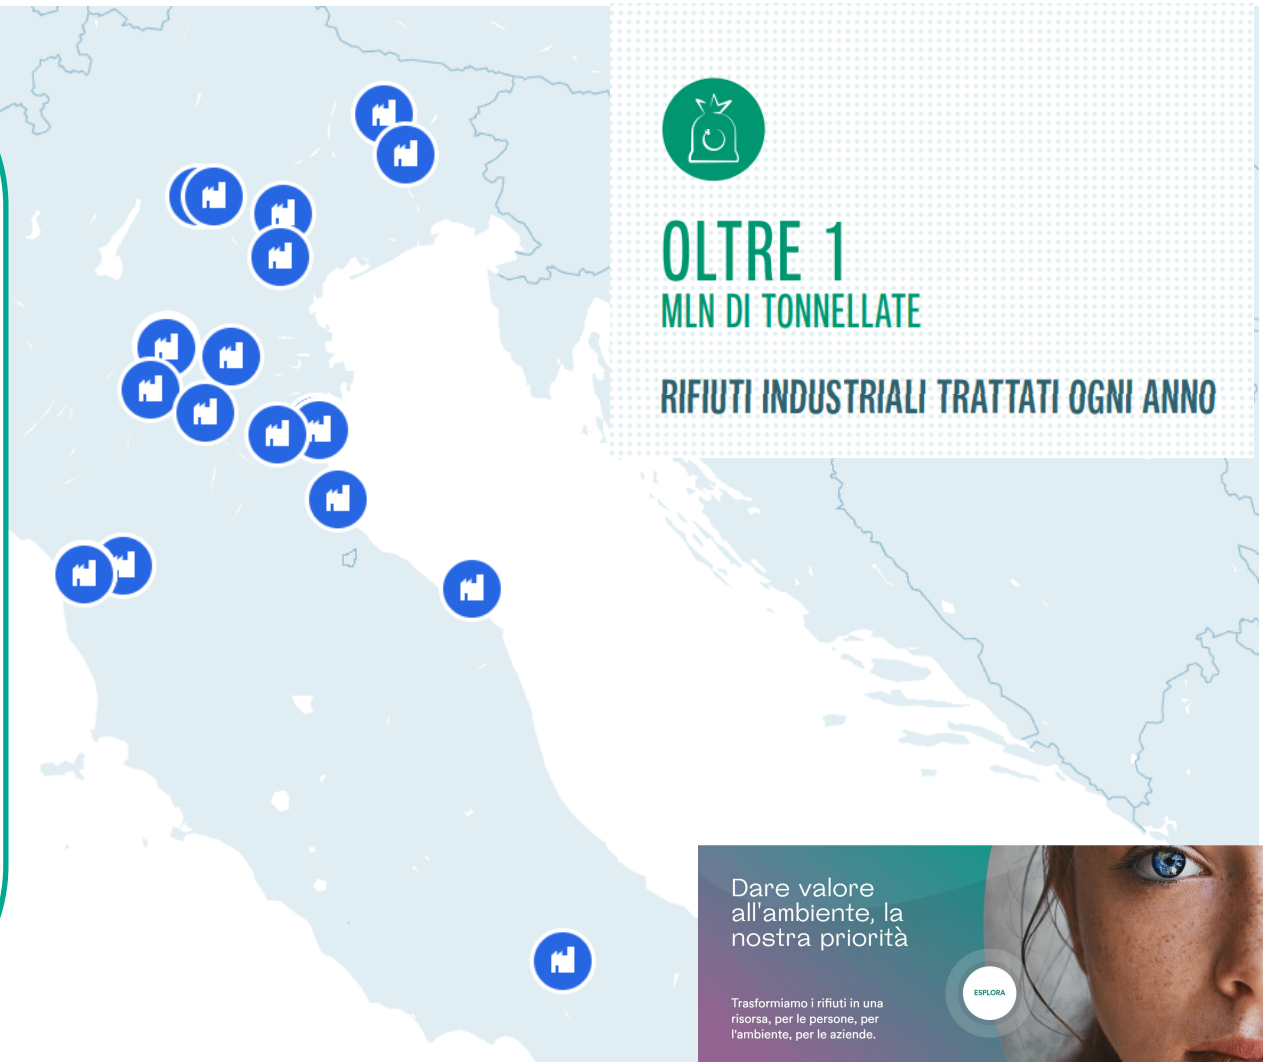 OLTRE 1
MLN DI TONNELLATE
RIFIUTI INDUSTRIALI TRATTATI OGNI ANNO
Dare valore
all'ambiente, la
nostra priorità
Trasformiamo i rifiuti in una
risorsa, per le persone, per
l'ambiente, per le aziende.
ESPLORA